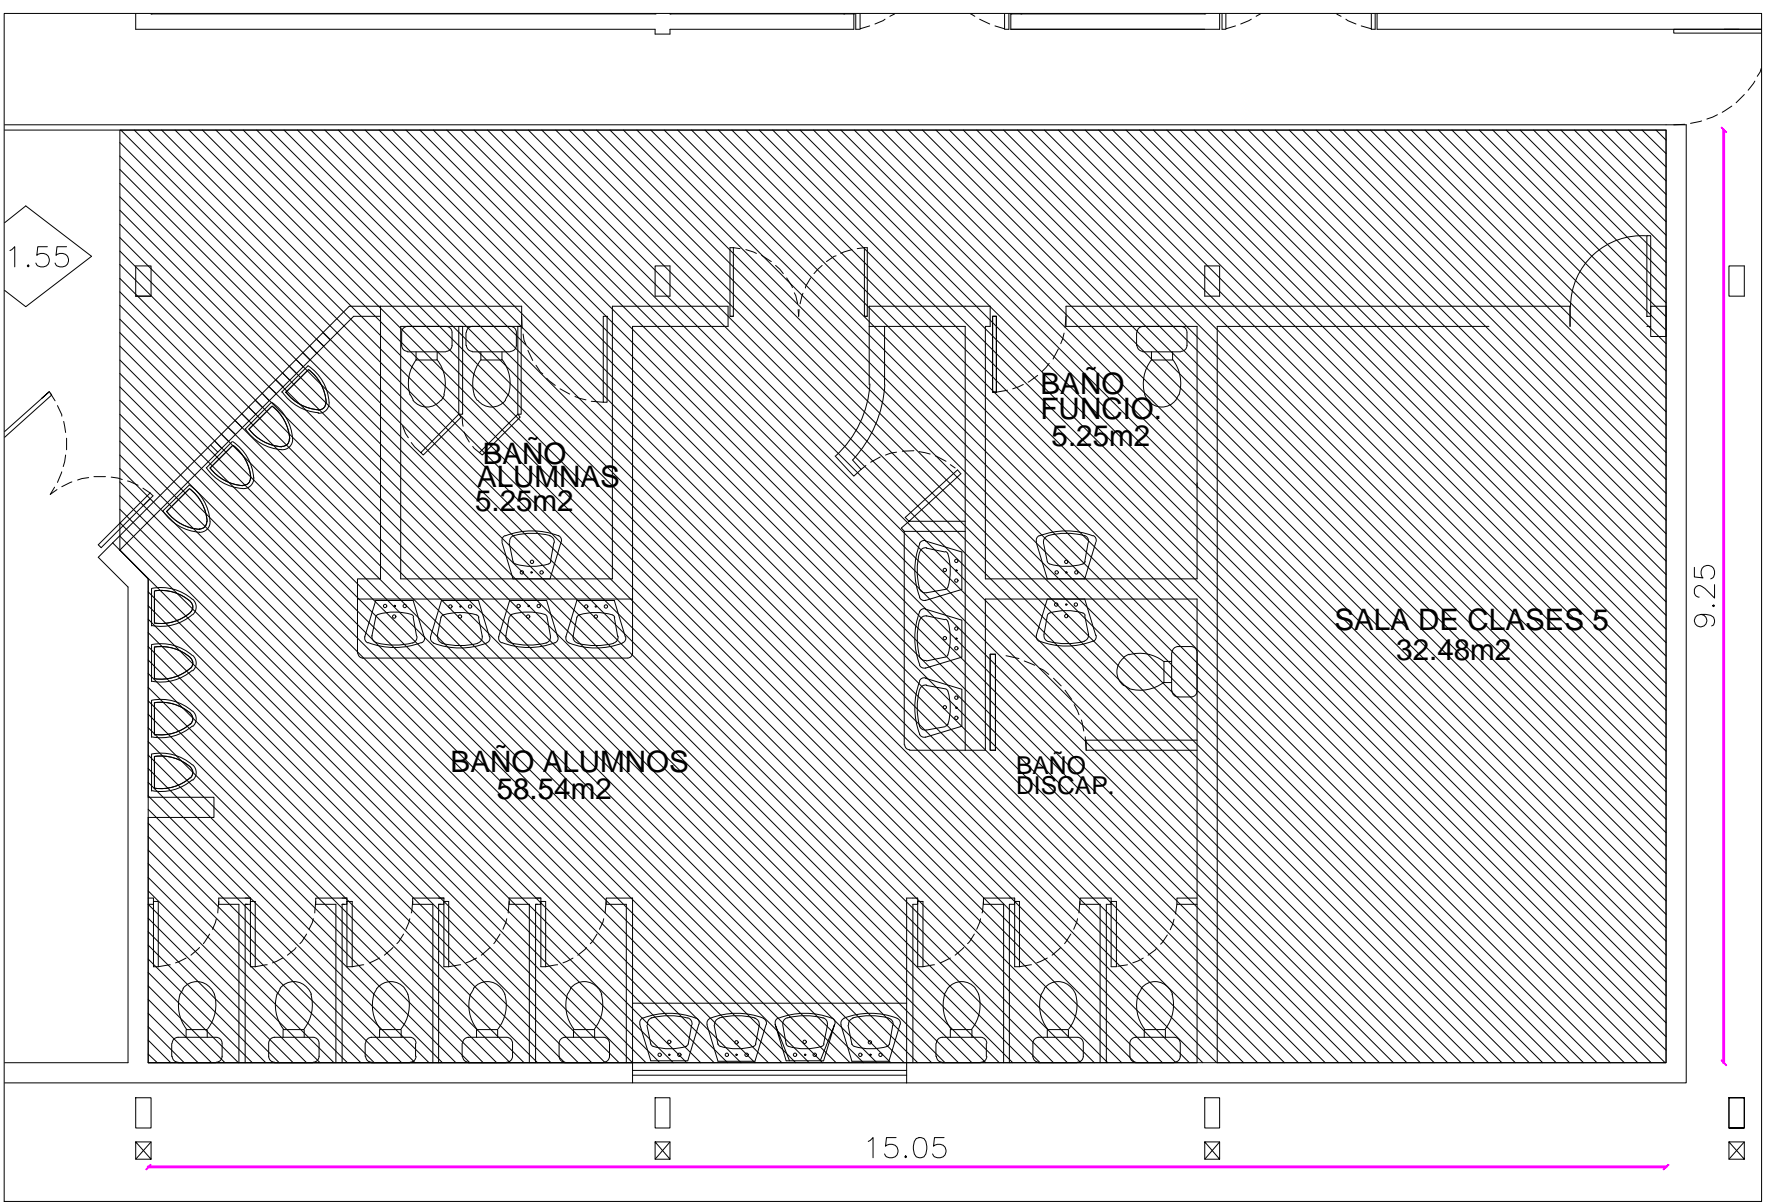 1.55
BAÑO
FUNCIO.
5.25m2
BAÑO
ALUMNAS
5.25m2
SALA DE CLASES 5
32.48m2
9.25
BAÑO ALUMNOS
58.54m2
BAÑO
DISCAP.
15.05